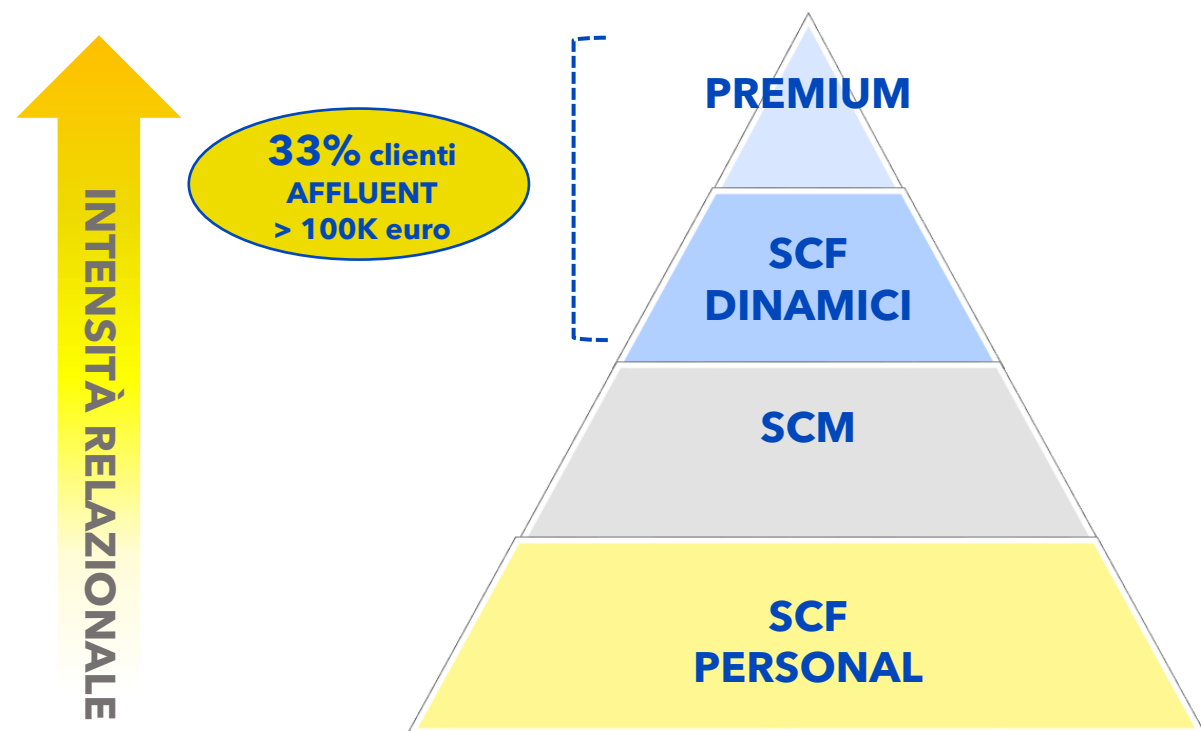 INTENSITÀ RELAZIONALE
33% clienti
AFFLUENT
> 100K euro
PREMIUM
SCF
DINAMICI
SCM
SCF
PERSONAL